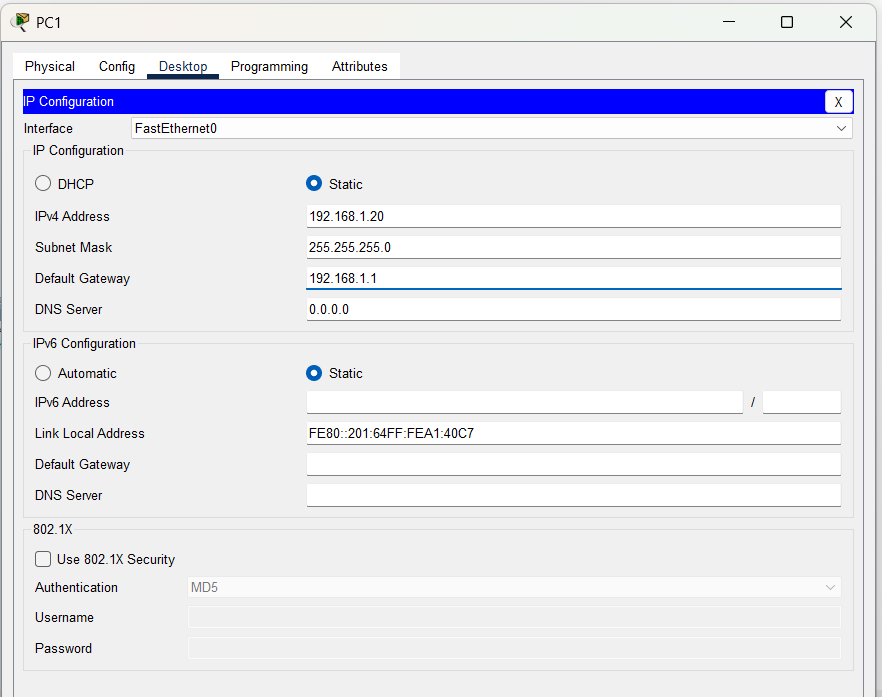 PC1
Physical Config Desktop Programming Attributes
IP Configuration X
Interface FastEthernet0
IP Configuration
DHCP Static
IPv4 Address 192.168.1.20
Subnet Mask 255.255.255.0
Default Gateway 192.168.1.1
DNS Server 0.0.0.0
IPv6 Configuration
Automatic Static
IPv6 Address /
Link Local Address FE80::201:64FF:FEA1:40C7
Default Gateway
DNS Server
802.1X
Use 802.1X Security
Authentication MD5
Username
Password